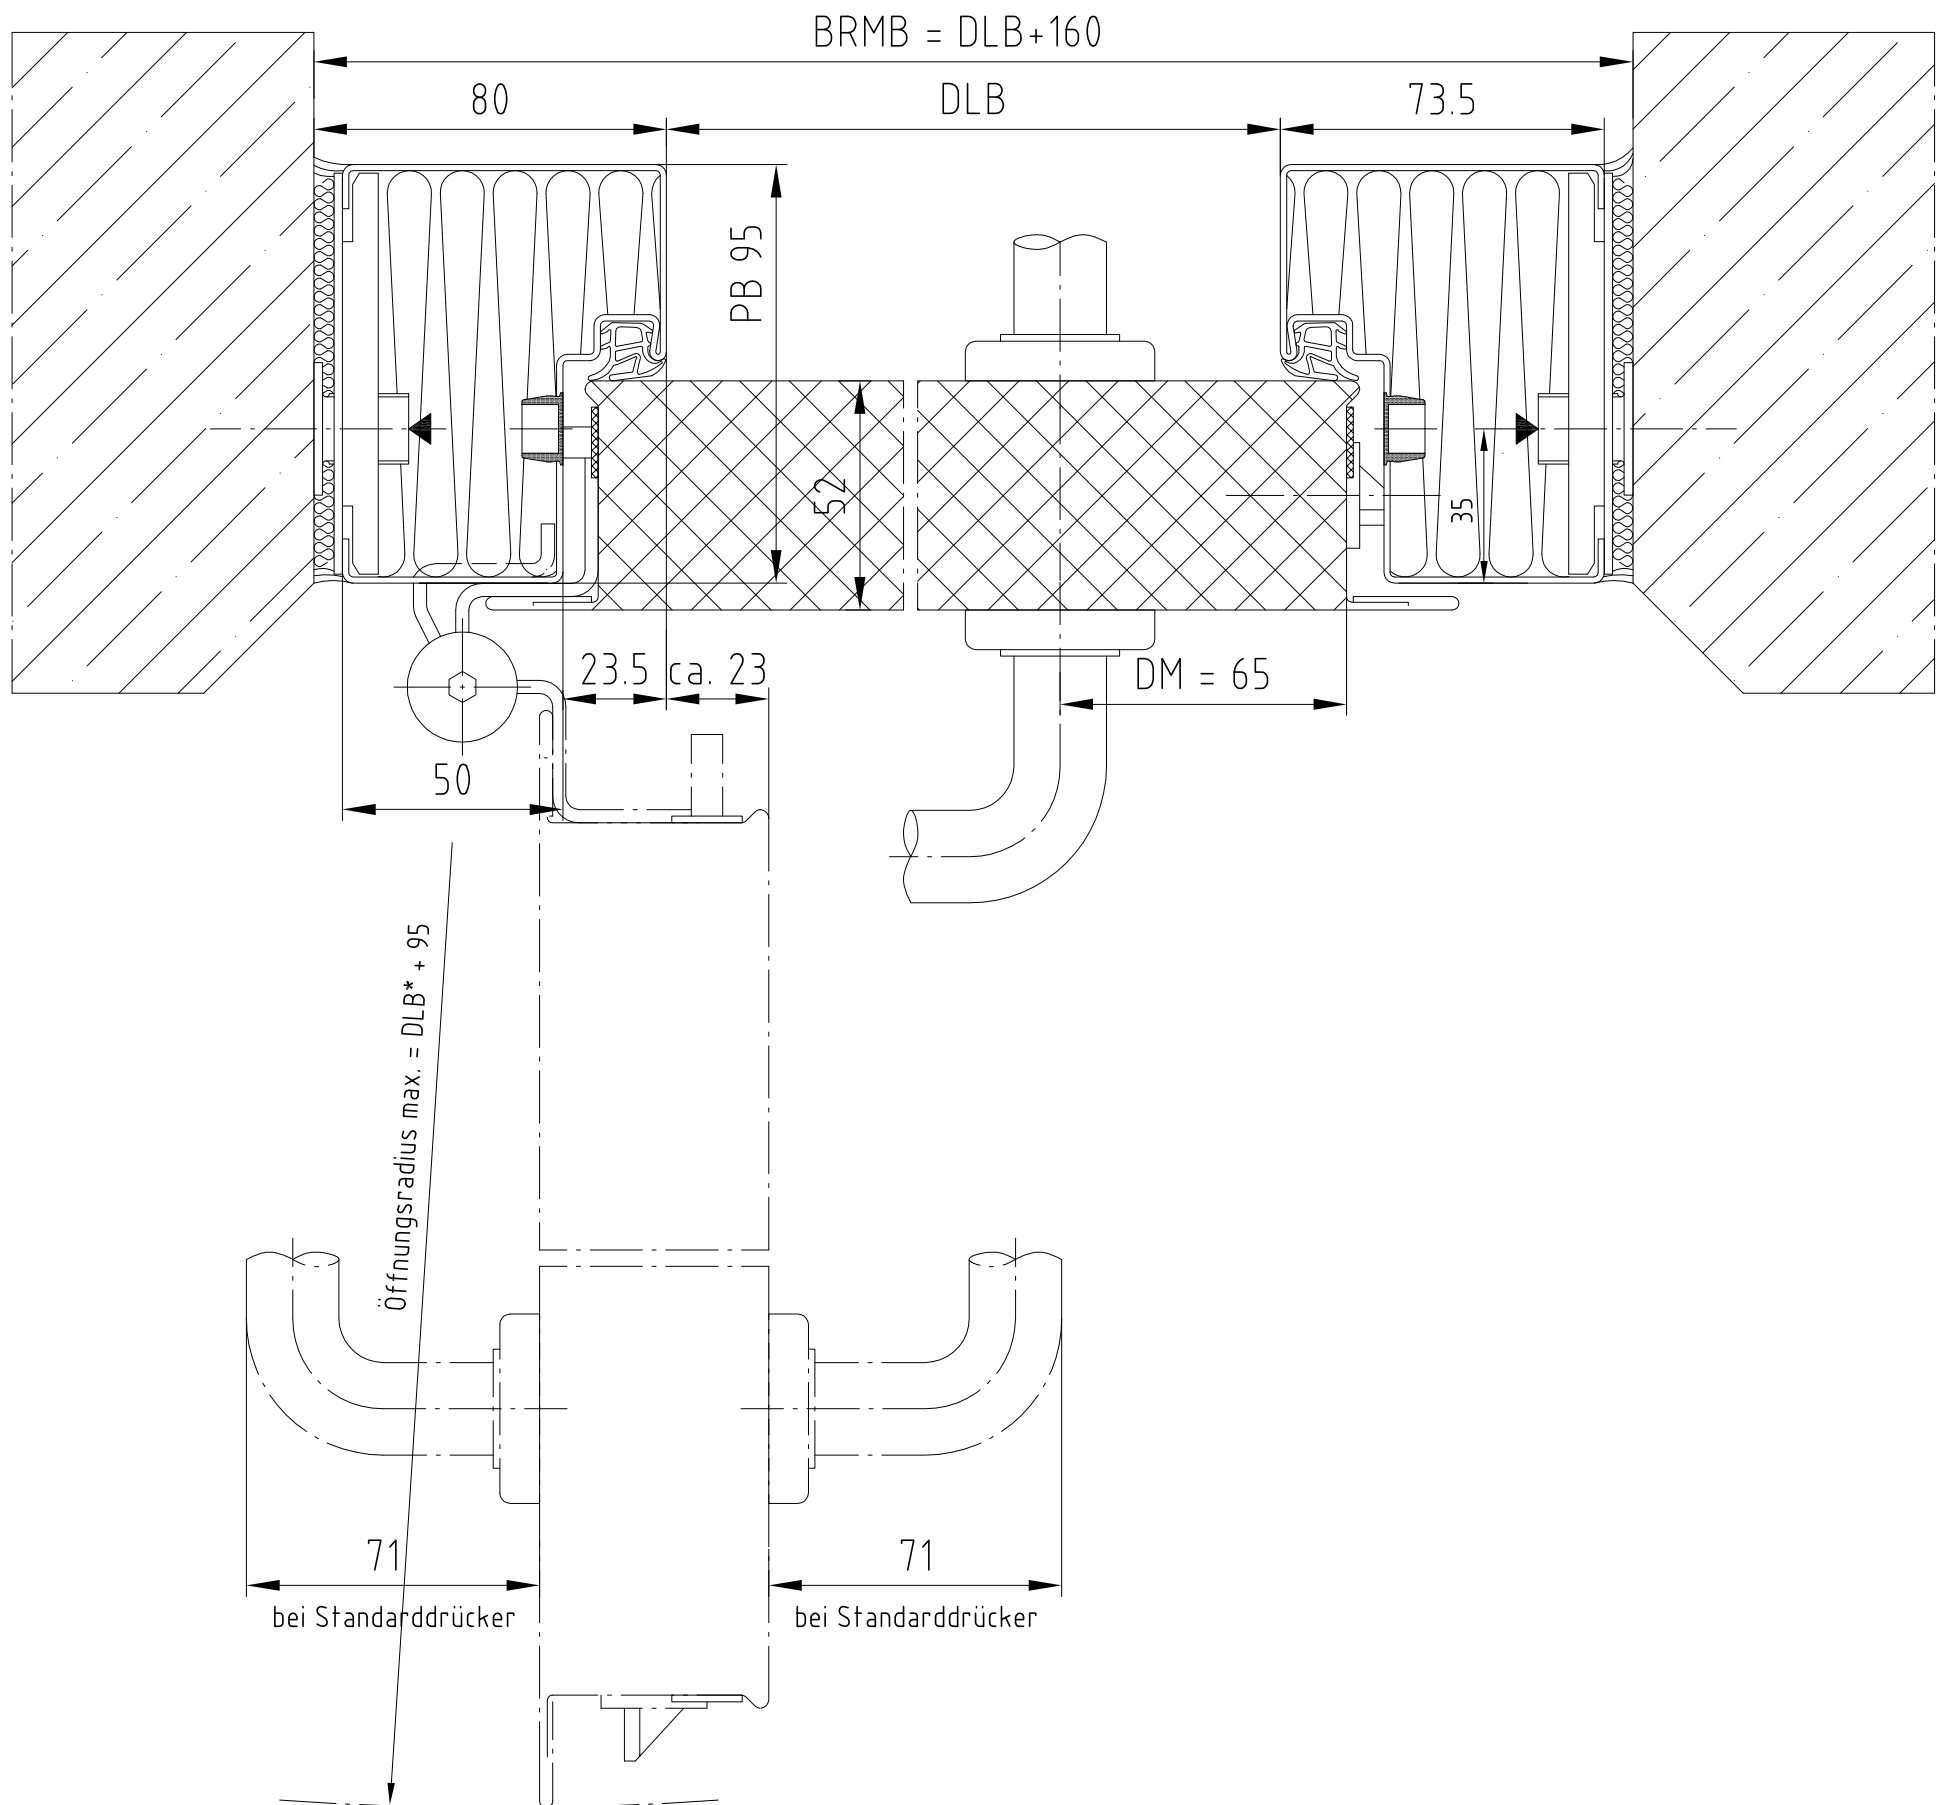 BRMB = DLB+160
80
DLB
73.5
PB 95
52
35
23.5
ca. 23
DM = 65
50
Öffnungsradius max. = DLB* + 95
71
71
bei Standarddrücker
bei Standarddrücker